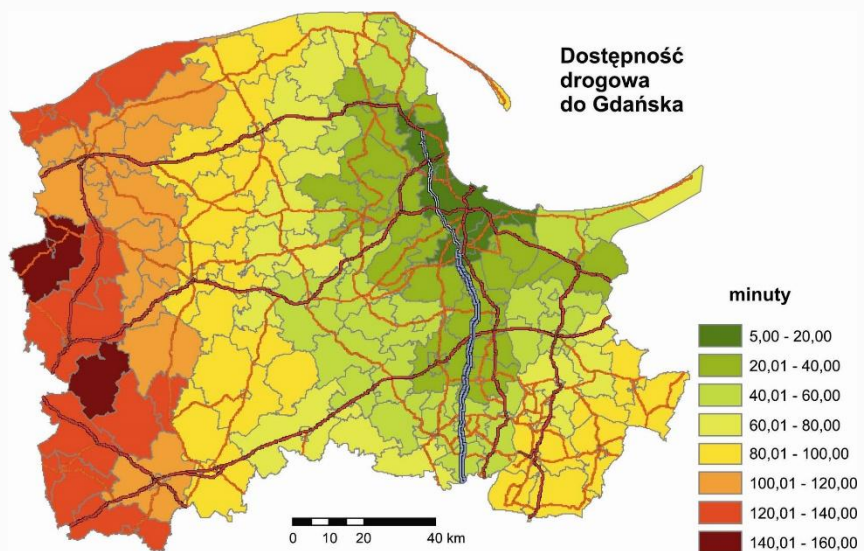 Dostępność
drogowa
do Gdańska
minuty
5,00 - 20,00
20,01 - 40,00
40,01 - 60,00
60,01 - 80,00
80,01 - 100,00
100,01 - 120,00
120,01 - 140,00
140,01 - 160,00
0 10 20 40 km